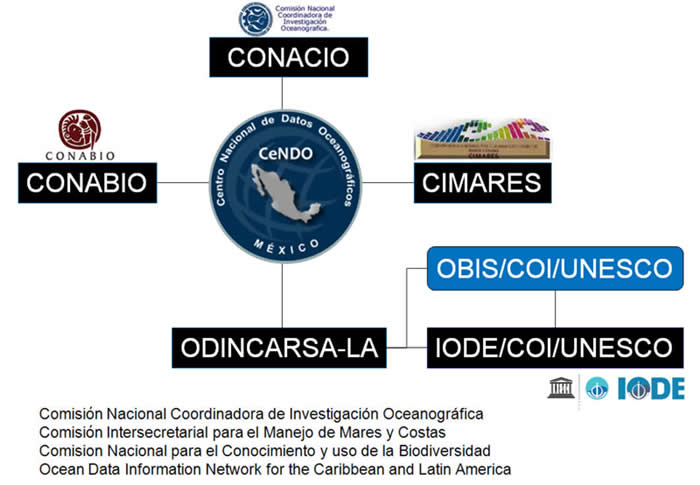 Comisión Nacional
Coordinadora de
Investigación
Oceanográfica.
CONACIO
CONABIO
CONABIO
Centro Nacional de Datos Oceanográficos
CeNDO
MÉXICO
CIMARES
CIMARES
OBIS/COI/UNESCO
ODINCARSA-LA
IODE/COI/UNESCO
IODE
Comisión Nacional Coordinadora de Investigación Oceanográfica
Comisión Intersecretarial para el Manejo de Mares y Costas
Comision Nacional para el Conocimiento y uso de la Biodiversidad
Ocean Data Information Network for the Caribbean and Latin America